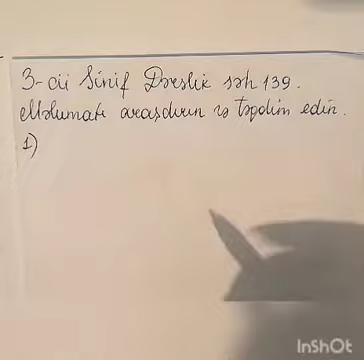 3-cü Sinif Dərslik səh 139.
Məlumatı araşdırın və təqdim edin.
1)
InShOt